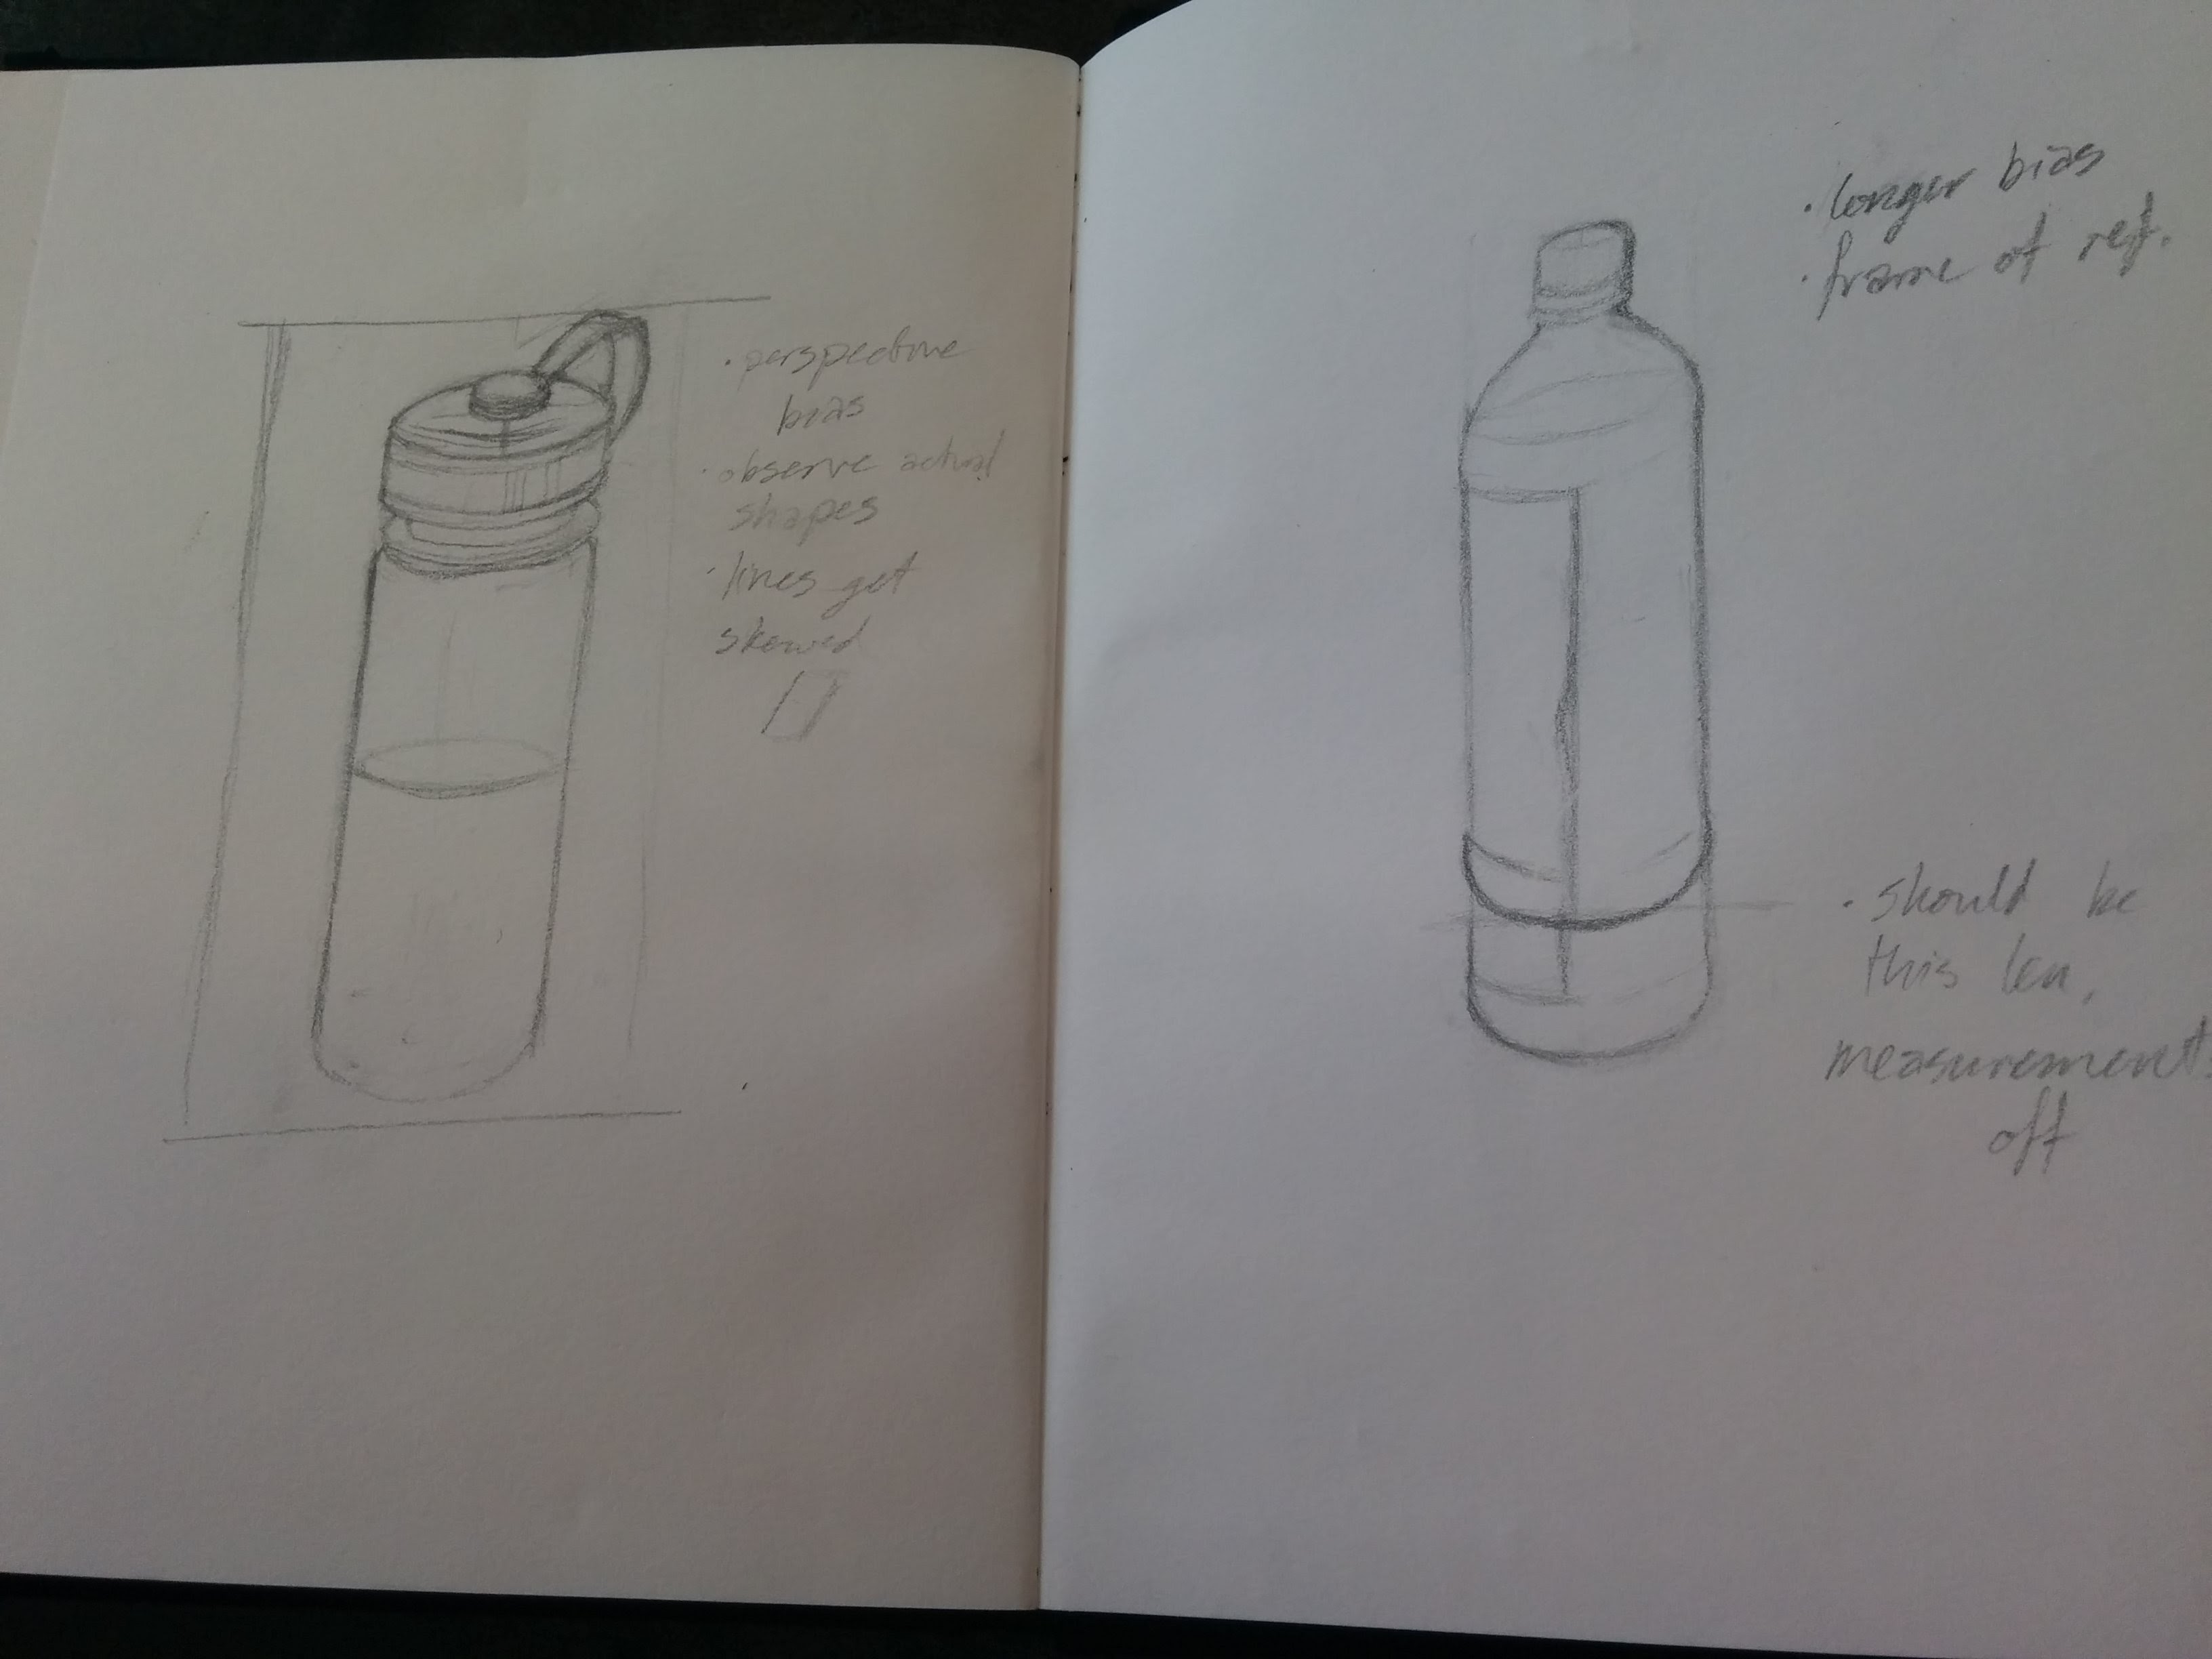 · perspective
bias
· observe actual
shapes
· lines get
skewed
· longer bias
· frame of ref.
· should be
this len,
measurements
off